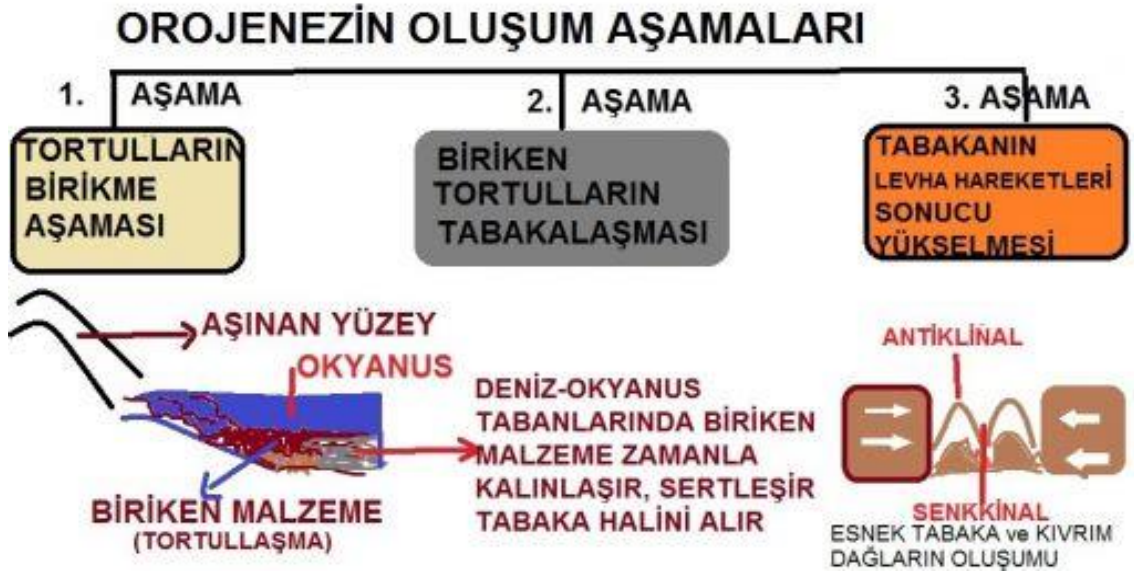 OROJENEZİN OLUŞUM AŞAMALARI
1. AŞAMA
TORTULLARIN
BİRİKME
AŞAMASI
2. AŞAMA
BİRİKEN
TORTULLARIN
TABAKALAŞMASI
3. AŞAMA
TABAKANIN
LEVHA HAREKETLERİ
SONUCU
YÜKSELMESİ
AŞINAN YÜZEY
OKYANUS
BİRİKEN MALZEME
(TORTULLAŞMA)
DENİZ-OKYANUS
TABANLARINDA BİRİKEN
MALZEME ZAMANLA
KALINLAŞIR, SERTLEŞİR
TABAKA HALİNİ ALIR
ANTİKLİNAL
SENKKİNAL
ESNEK TABAKA ve KIVRIM
DAĞLARIN OLUŞUMU